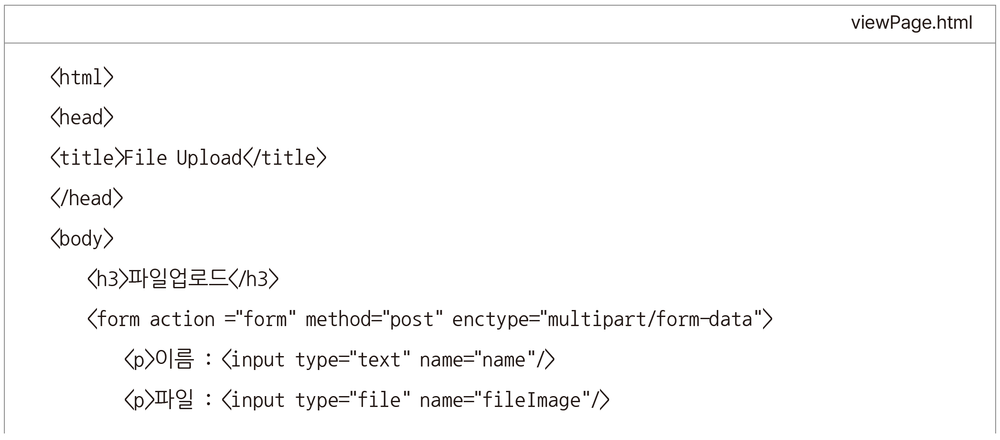 viewPage.html
<html>
<head>
<title>File Upload</title>
</head>
<body>
<h3>파일업로드</h3>
<form action ="form" method="post" enctype="multipart/form-data">
<p>이름 : <input type="text" name="name"/>
<p>파일 : <input type="file" name="fileImage"/>